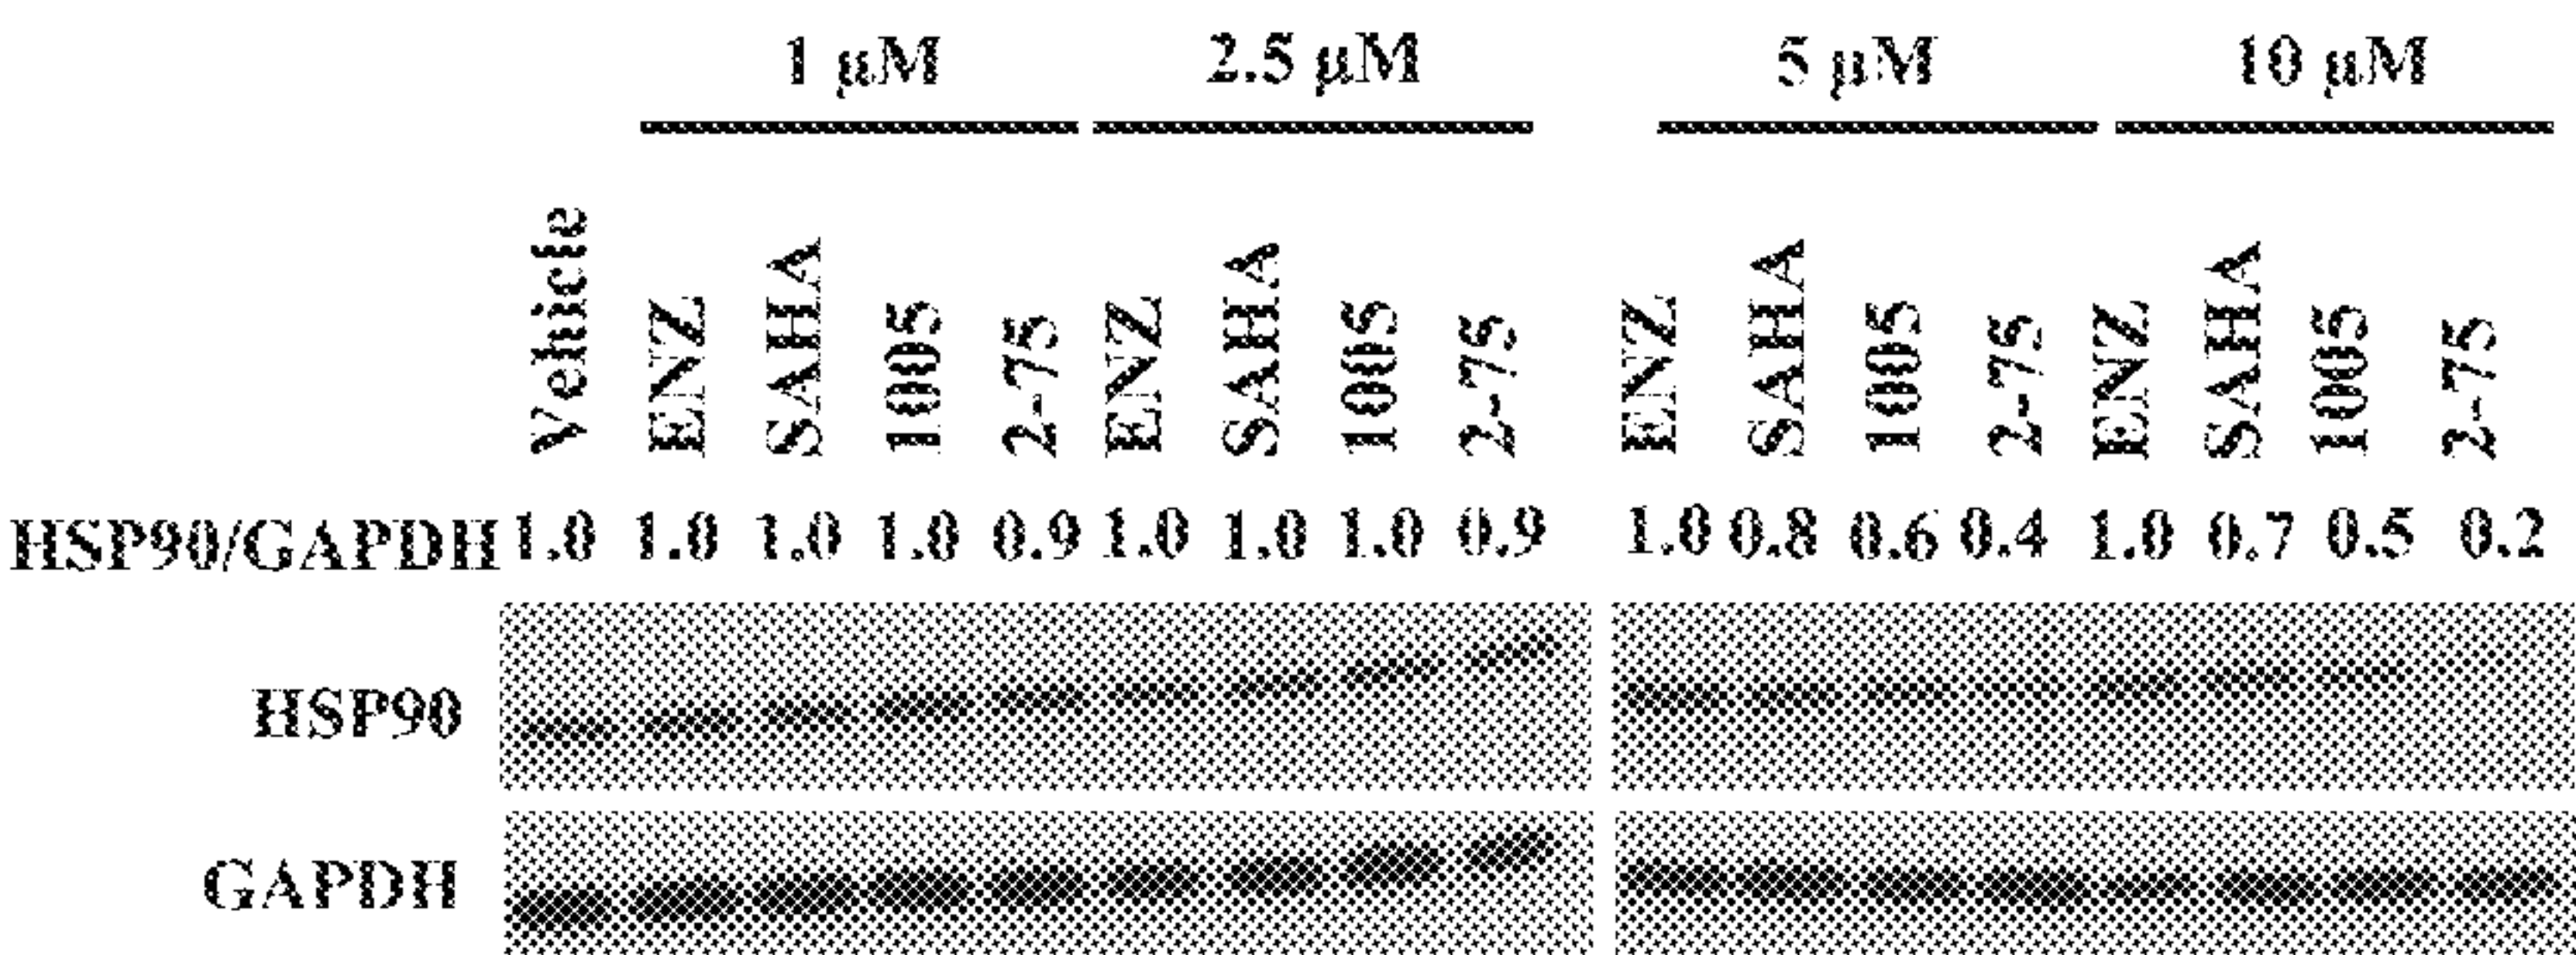 1 µM 2.5 µM 5 µM 10 µM
Vehicle ENZ SAHA 1005 2-75 ENZ SAHA 1005 2-75 ENZ SAHA 1005 2-75 ENZ SAHA 1005 2-75
HSP90/GAPDH 1.0 1.0 1.0 1.0 0.9 1.0 1.0 1.0 0.9 1.0 0.8 0.6 0.4 1.0 0.7 0.5 0.2
HSP90
GAPDH